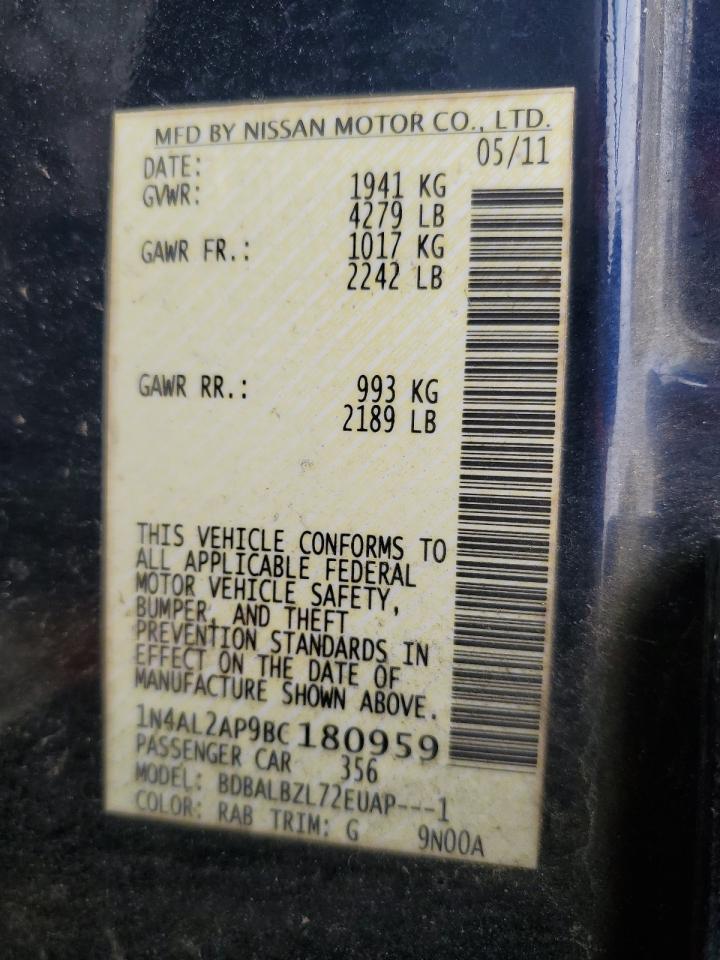 MFD BY NISSAN MOTOR CO., LTD.
DATE: 05/11
GVWR: 1941 KG
4279 LB
GAWR FR.: 1017 KG
2242 LB
GAWR RR.: 993 KG
2189 LB
THIS VEHICLE CONFORMS TO
ALL APPLICABLE FEDERAL
MOTOR VEHICLE SAFETY,
BUMPER, AND THEFT
PREVENTION STANDARDS IN
EFFECT ON THE DATE OF
MANUFACTURE SHOWN ABOVE.
1N4AL2AP9BC180959
PASSENGER CAR 356
MODEL: BDBALBZL72EUAP---1
COLOR: RAB TRIM: G 9N00A